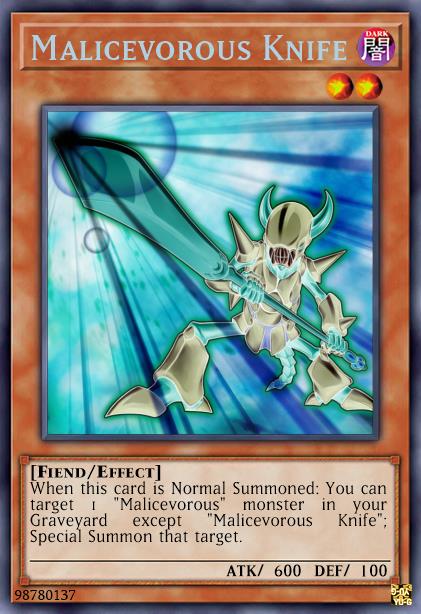 MALICEVOROUS KNIFE
DARK
闇
[FIEND/EFFECT]
When this card is Normal Summoned: You can
target 1 "Malicevorous" monster in your
Graveyard except "Malicevorous Knife";
Special Summon that target.
ATK/ 600 DEF/ 100
98780137